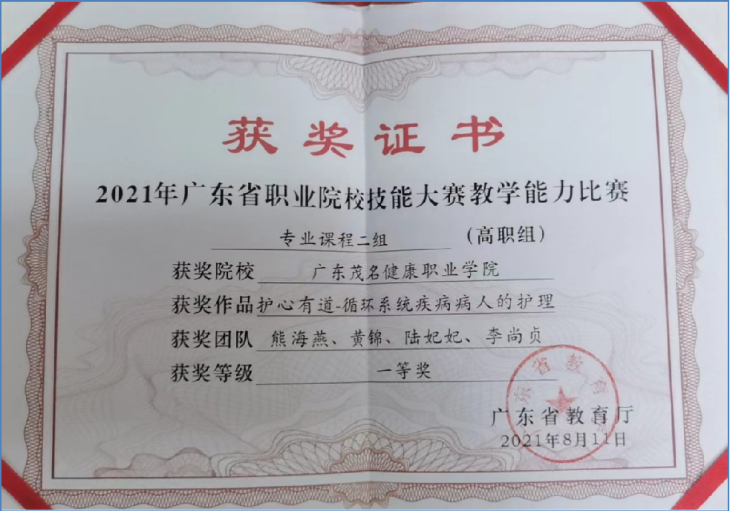 获奖证书
2021年广东省职业院校技能大赛教学能力比赛
专业课程二组 (高职组)
获奖院校 广东茂名健康职业学院
获奖作品 护心有道-循环系统疾病病人的护理
获奖团队 熊海燕、黄锦、陆妃妃、李尚贞
获奖等级 一等奖
广东省教育厅
2021年8月11日